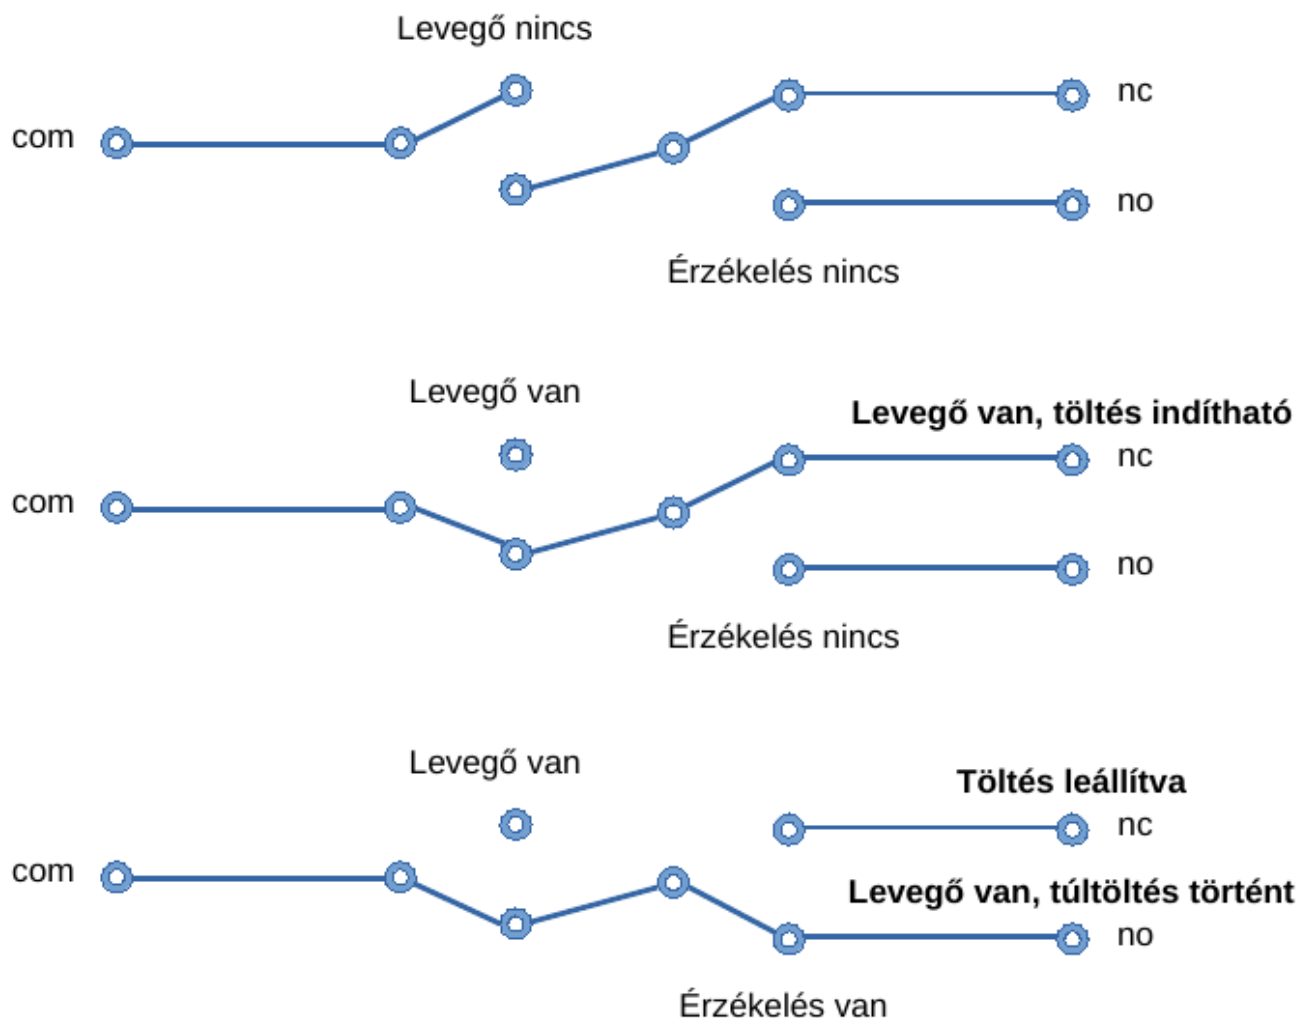 Levegő nincs
nc
com
no
Érzékelés nincs
Levegő van
Levegő van, töltés indítható
nc
com
no
Érzékelés nincs
Levegő van
Töltés leállítva
nc
com
Levegő van, túltöltés történt
no
Érzékelés van